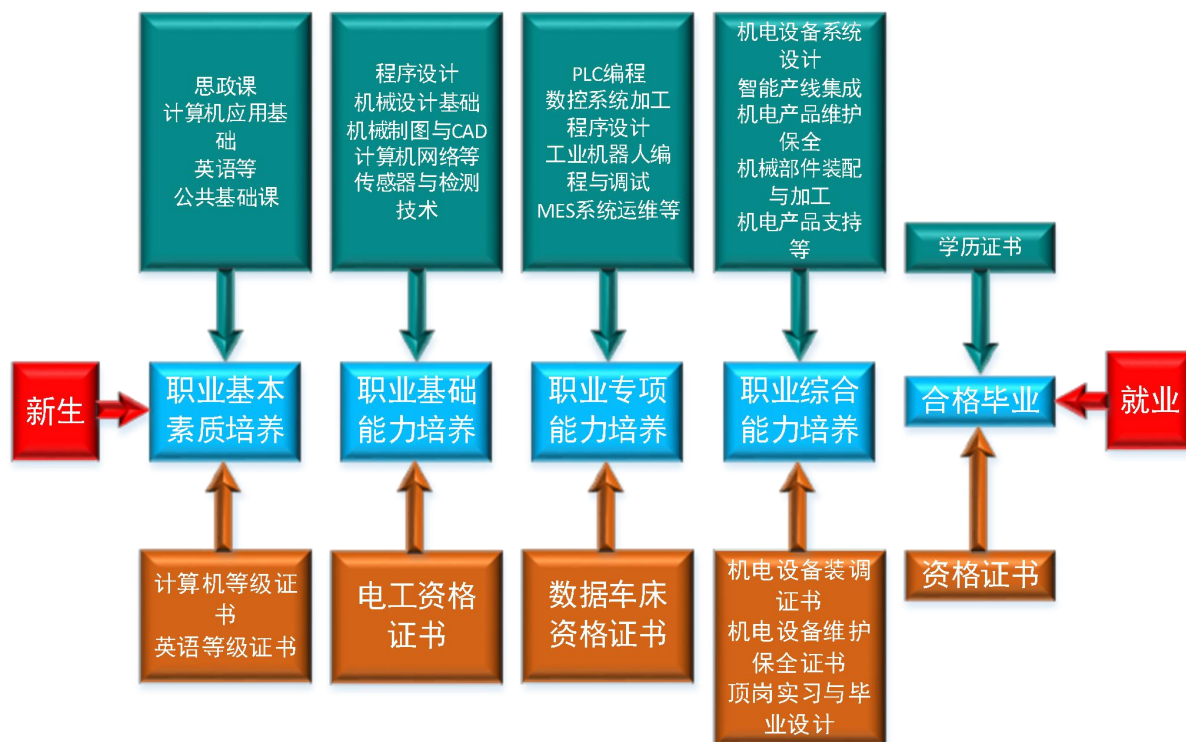 思政课
计算机应用基
础
英语等
公共基础课
程序设计
机械设计基础
机械制图与CAD
计算机网络等
传感器与检测
技术
PLC编程
数控系统加工
程序设计
工业机器人编
程与调试
MES系统运维等
机电设备系统
设计
智能产线集成
机电产品维护
保全
机械部件装配
与加工
机电产品支持
等
学历证书
新生
职业基本
素质培养
职业基础
能力培养
职业专项
能力培养
职业综合
能力培养
合格毕业
就业
计算机等级证
书
英语等级证书
电工资格
证书
数据车床
资格证书
机电设备装调
证书
机电设备维护
保全证书
顶岗实习与毕
业设计
资格证书